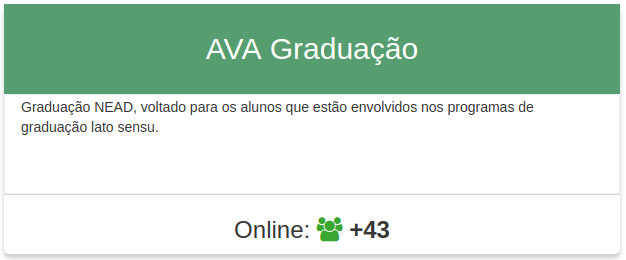 AVA Graduação
Graduação NEAD, voltado para os alunos que estão envolvidos nos programas de
graduação lato sensu.
Online: +43